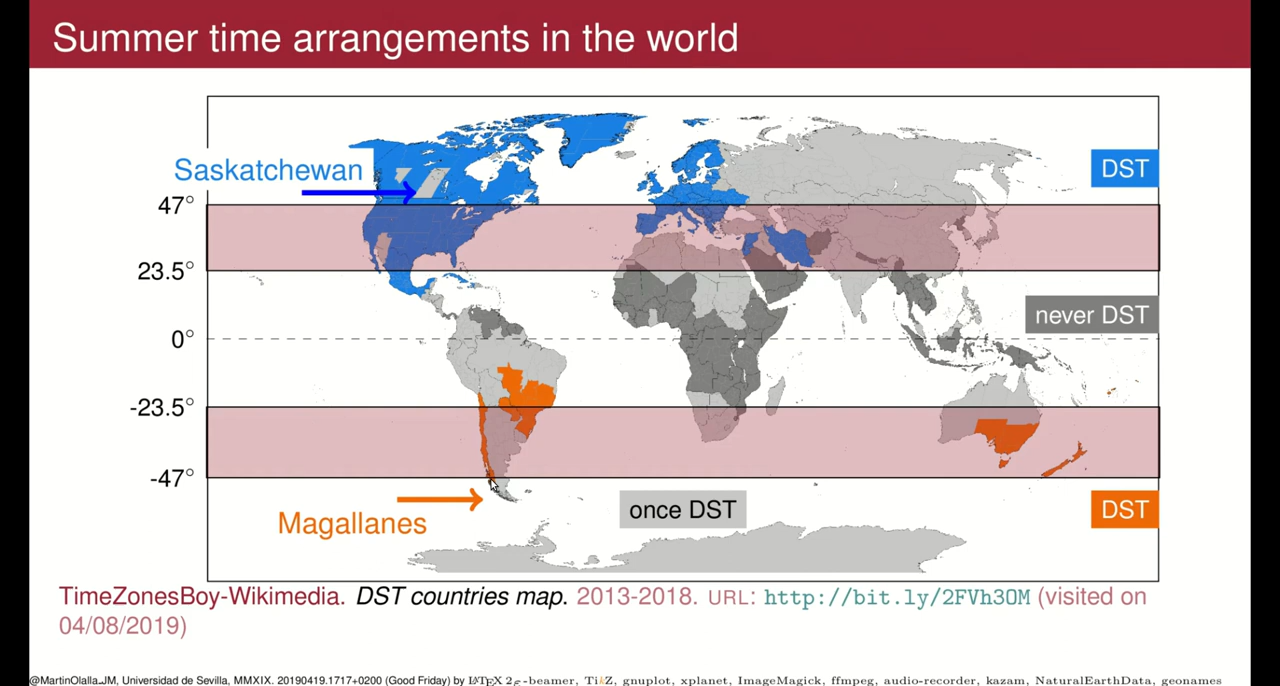 Summer time arrangements in the world
Saskatchewan
DST
47°
23.5°
never DST
0°
-23.5°
-47°
Magallanes
once DST
DST
TimeZonesBoy-Wikimedia. DST countries map. 2013-2018. URL: http://bit.ly/2FVh3OM (visited on
04/08/2019)
@MartinOlalla_JM, Universidad de Sevilla, MMXIX. 20190419.1717+0200 (Good Friday) by LATEX 2ε-beamer, TikZ, gnuplot, xplanet, ImageMagick, ffmpeg, audio-recorder, kazam, NaturalEarthData, geonames